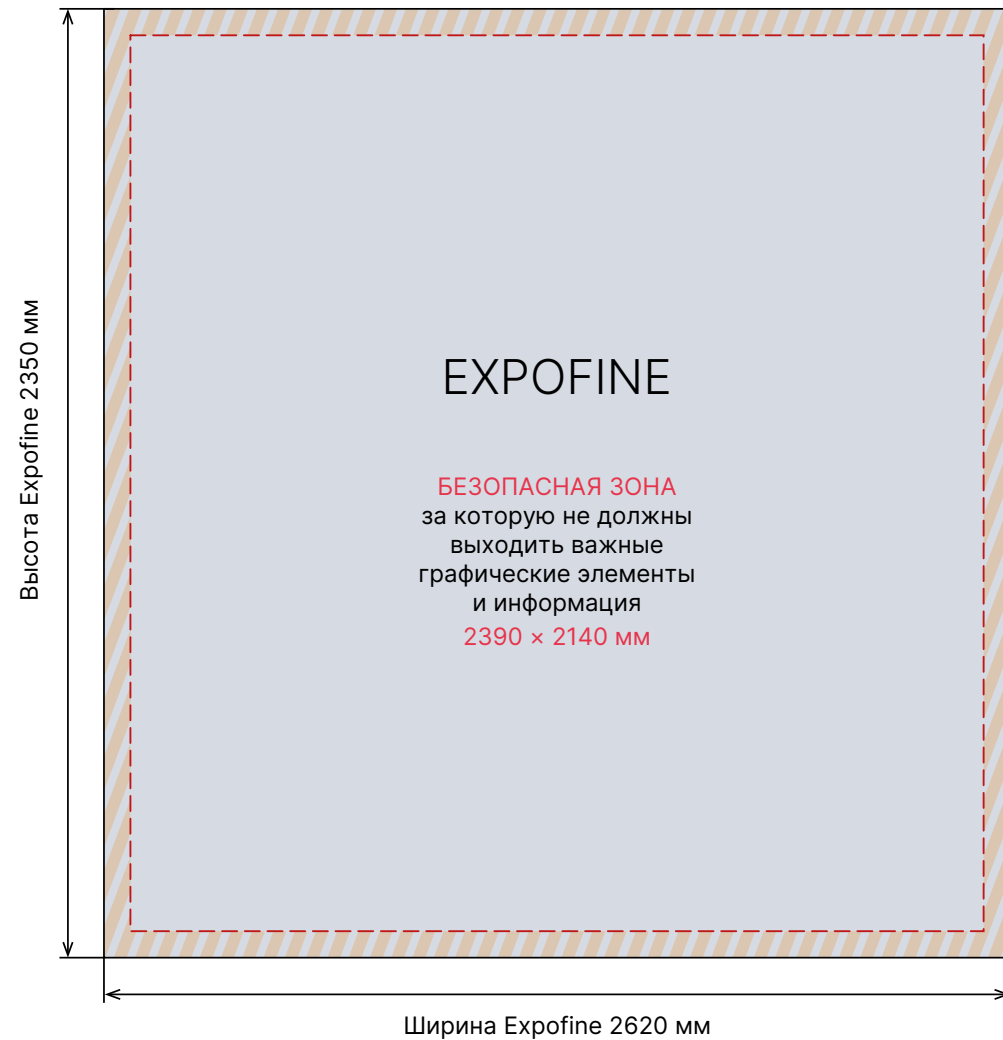 Высота Expofine 2350 мм
EXPOFINE
БЕЗОПАСНАЯ ЗОНА
за которую не должны
выходить важные
графические элементы
и информация
2390 × 2140 мм
Ширина Expofine 2620 мм